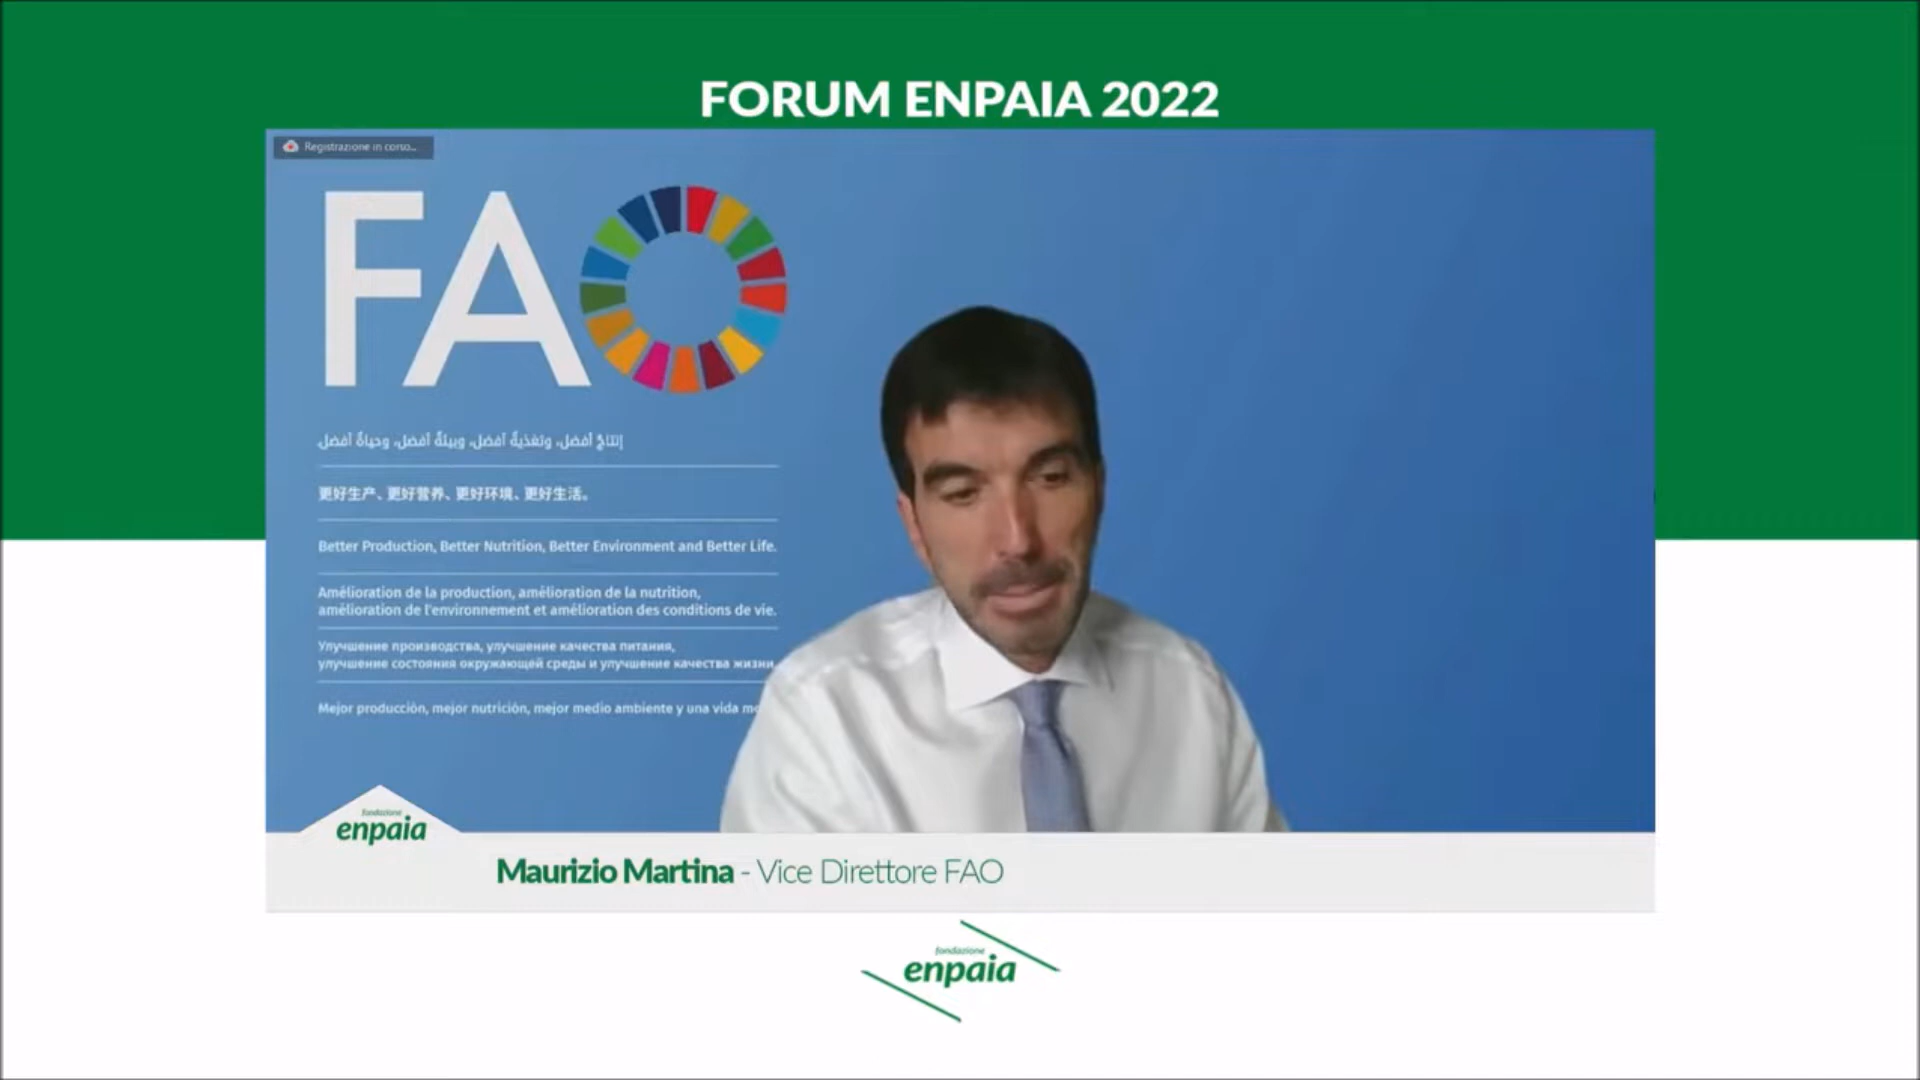 FORUM ENPAIA 2022
Registrazione in corso...
FAO
إنتاجٌ أفضل، وتغذيةٌ أفضل، وبيئةٌ أفضل، وحياةٌ أفضل.
更好生产、更好营养、更好环境、更好生活。
Better Production, Better Nutrition, Better Environment and Better Life.
Amélioration de la production, amélioration de la nutrition,
amélioration de l'environnement et amélioration des conditions de vie.
Улучшение производства, улучшение качества питания,
улучшение состояния окружающей среды и улучшение качества жизни
Mejor producción, mejor nutrición, mejor medio ambiente y una vida
fondazione
enpaia
Maurizio Martina - Vice Direttore FAO
fondazione
enpaia